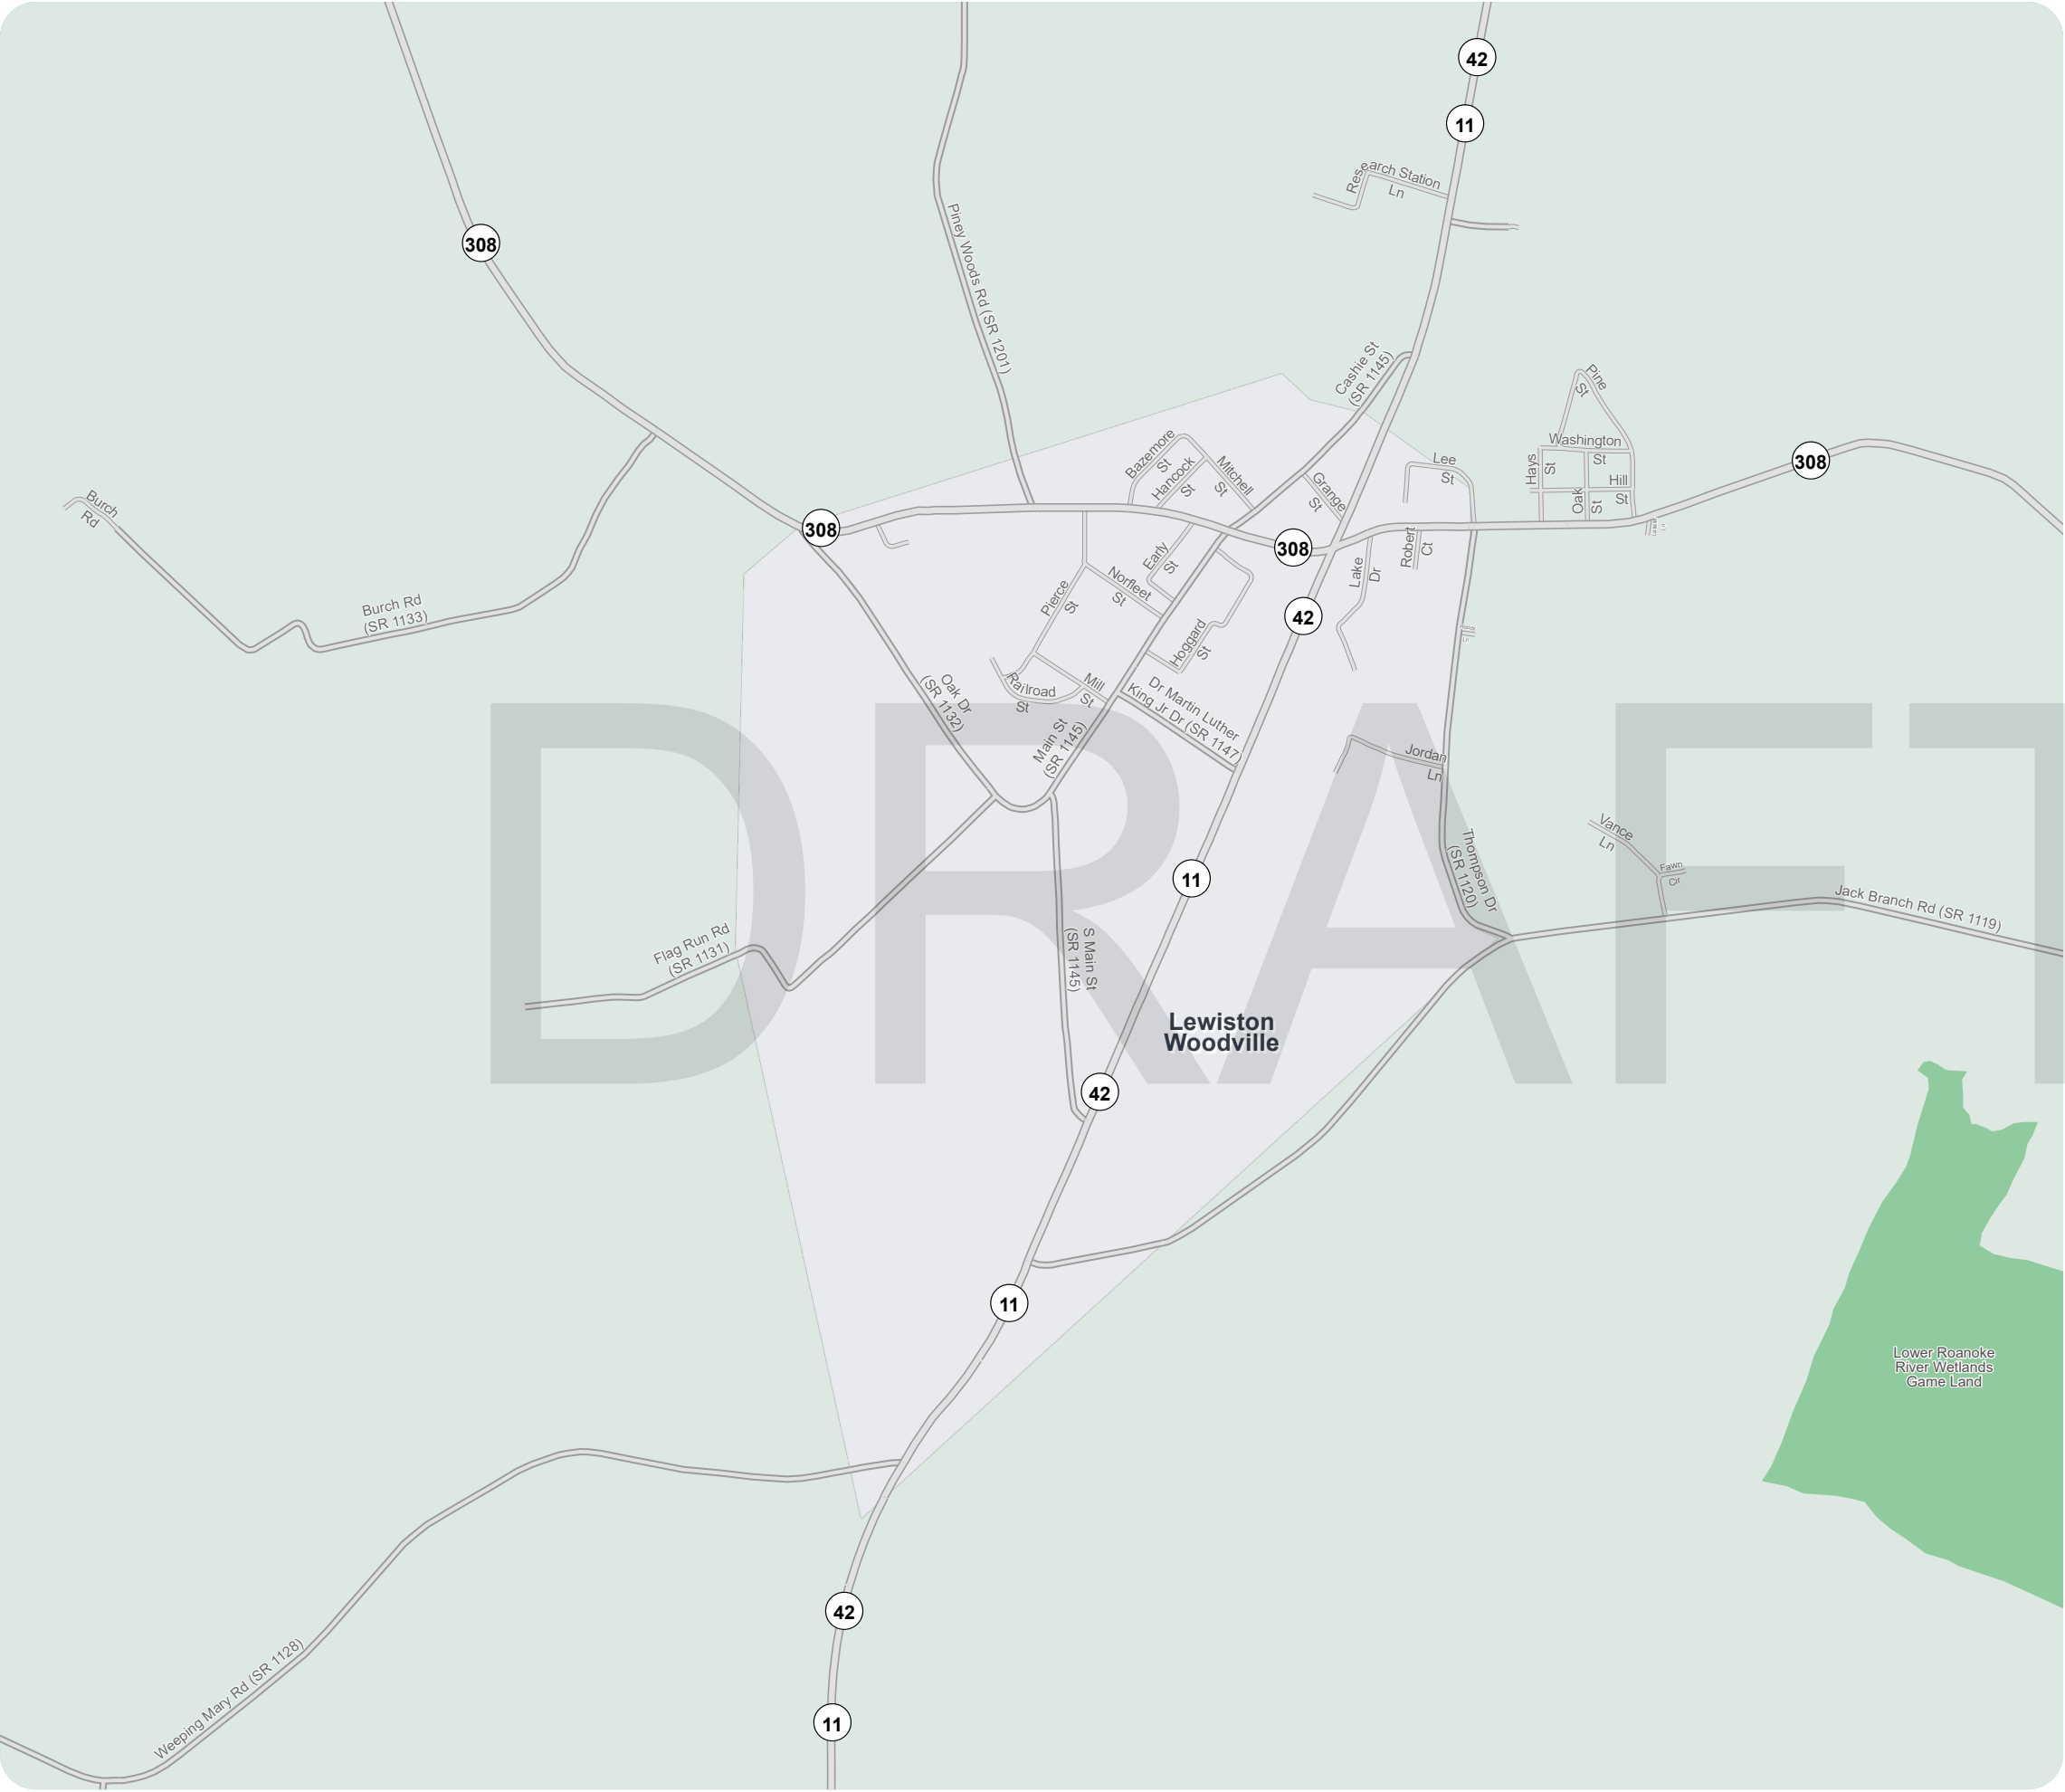 42
11
Research Station
Ln
308
Piney Woods Rd (SR 1201)
Cashie St
(SR 1145)
Pine
St
Bazemore
St
Hancock
St
Mitchell
St
Grange
St
Lee
St
Washington
St
Hays
St
Hill
St
Oak
St
308
Burch
Rd
308
308
Robert
Ct
Early
St
Lake
Dr
Norfleet
St
Pierce
St
Burch Rd
(SR 1133)
42
Hoggard
St
Railroad
St
Mill
St
Oak Dr
(SR 1132)
Dr Martin Luther
King Jr Dr (SR 1147)
Main St
(SR 1145)
Jordan
Ln
DRAFT
Thompson Dr
(SR 1120)
Vance
Ln
Fawn
Cir
11
Jack Branch Rd (SR 1119)
Flag Run Rd
(SR 1131)
S Main St
(SR 1145)
Lewiston
Woodville
42
11
Lower Roanoke
River Wetlands
Game Land
42
Weeping Mary Rd (SR 1128)
11